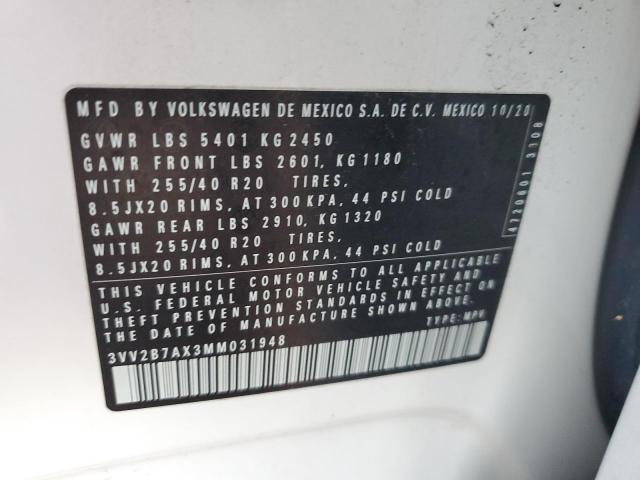 MFD BY VOLKSWAGEN DE MEXICO S.A. DE C.V. MEXICO 10/20
GVWR LBS 5401 KG 2450
GAWR FRONT LBS 2601, KG 1180
WITH 255/40 R20 TIRES,
8.5JX20 RIMS, AT 300 KPA, 44 PSI COLD
GAWR REAR LBS 2910, KG 1320
WITH 255/40 R20 TIRES,
8.5JX20 RIMS, AT 300 KPA, 44 PSI COLD
THIS VEHICLE CONFORMS TO ALL APPLICABLE
U.S. FEDERAL MOTOR VEHICLE SAFETY AND
THEFT PREVENTION STANDARDS IN EFFECT ON
THE DATE OF MANUFACTURE SHOWN ABOVE.
3VV2B7AX3MM031948 TYPE: MPV
4720601 3108